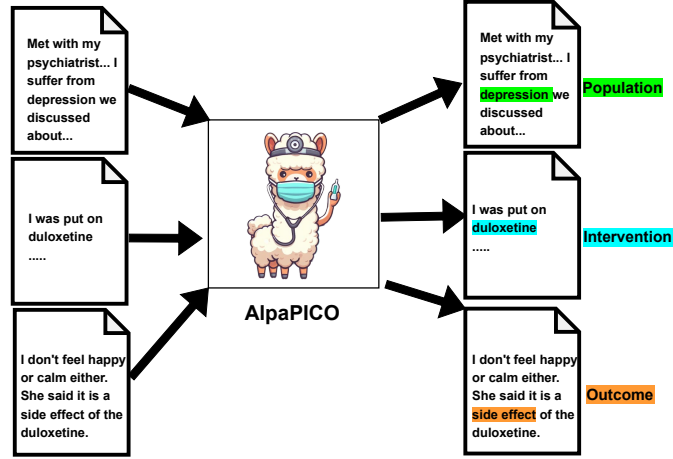 Met with my
psychiatrist... I
suffer from
depression we
discussed
about...
I was put on
duloxetine
.....
I don't feel happy
or calm either.
She said it is a
side effect of the
duloxetine.
AlpaPICO
Met with my
psychiatrist... I
suffer from
depression we
discussed
about...
Population
I was put on
duloxetine
.....
Intervention
I don't feel happy
or calm either.
She said it is a
side effect of the
duloxetine.
Outcome